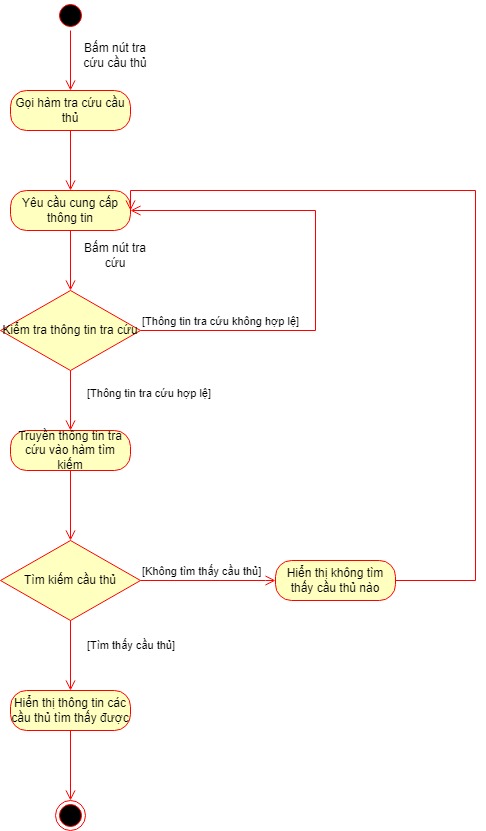 Bấm nút tra
cứu cầu thủ
Gọi hàm tra cứu cầu
thủ
Yêu cầu cung cấp
thông tin
Bấm nút tra
cứu
Kiểm tra thông tin tra cứu
[Thông tin tra cứu không hợp lệ]
[Thông tin tra cứu hợp lệ]
Truyền thông tin tra
cứu vào hàm tìm
kiếm
Tìm kiếm cầu thủ
[Không tìm thấy cầu thủ]
Hiển thị không tìm
thấy cầu thủ nào
[Tìm thấy cầu thủ]
Hiển thị thông tin các
cầu thủ tìm thấy được